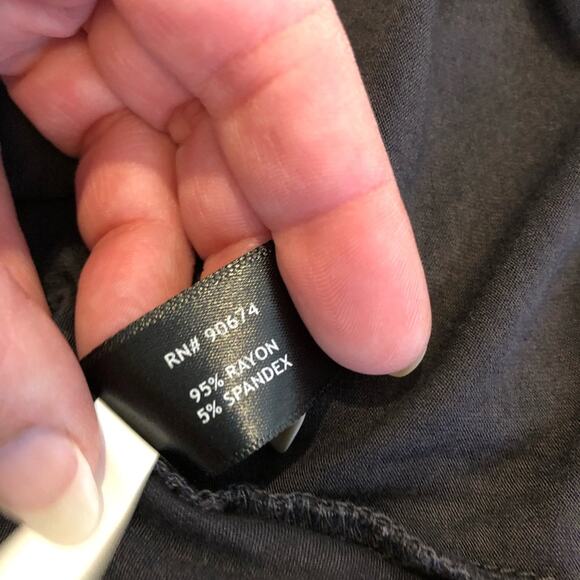 RN# 90674
95% RAYON
5% SPANDEX